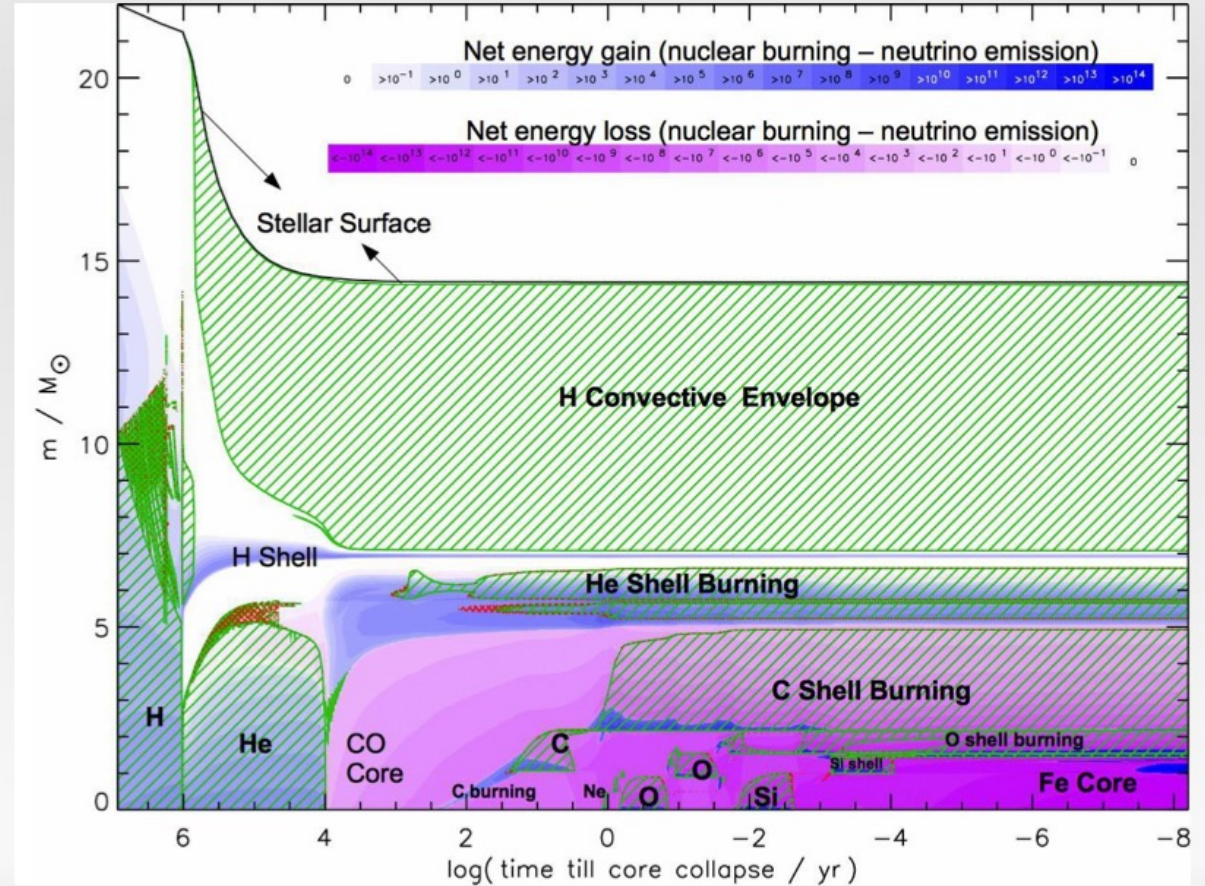 Net energy gain (nuclear burning – neutrino emission)
0 >10⁻¹ >10⁰ >10¹ >10² >10³ >10⁴ >10⁵ >10⁶ >10⁷ >10⁸ >10⁹ >10¹⁰ >10¹¹ >10¹² >10¹³ >10¹⁴
Net energy loss (nuclear burning – neutrino emission)
<-10¹⁴ <-10¹³ <-10¹² <-10¹¹ <-10¹⁰ <-10⁹ <-10⁸ <-10⁷ <-10⁶ <-10⁵ <-10⁴ <-10³ <-10² <-10¹ <-10⁰ <-10⁻¹ 0
Stellar Surface
20
15
10
5
0
m / M☉
H Convective Envelope
H Shell
He Shell Burning
C Shell Burning
H
He
CO
Core
C
O shell burning
O
Si shell
C burning
Ne
O
Si
Fe Core
6 4 2 0 -2 -4 -6 -8
log(time till core collapse / yr)